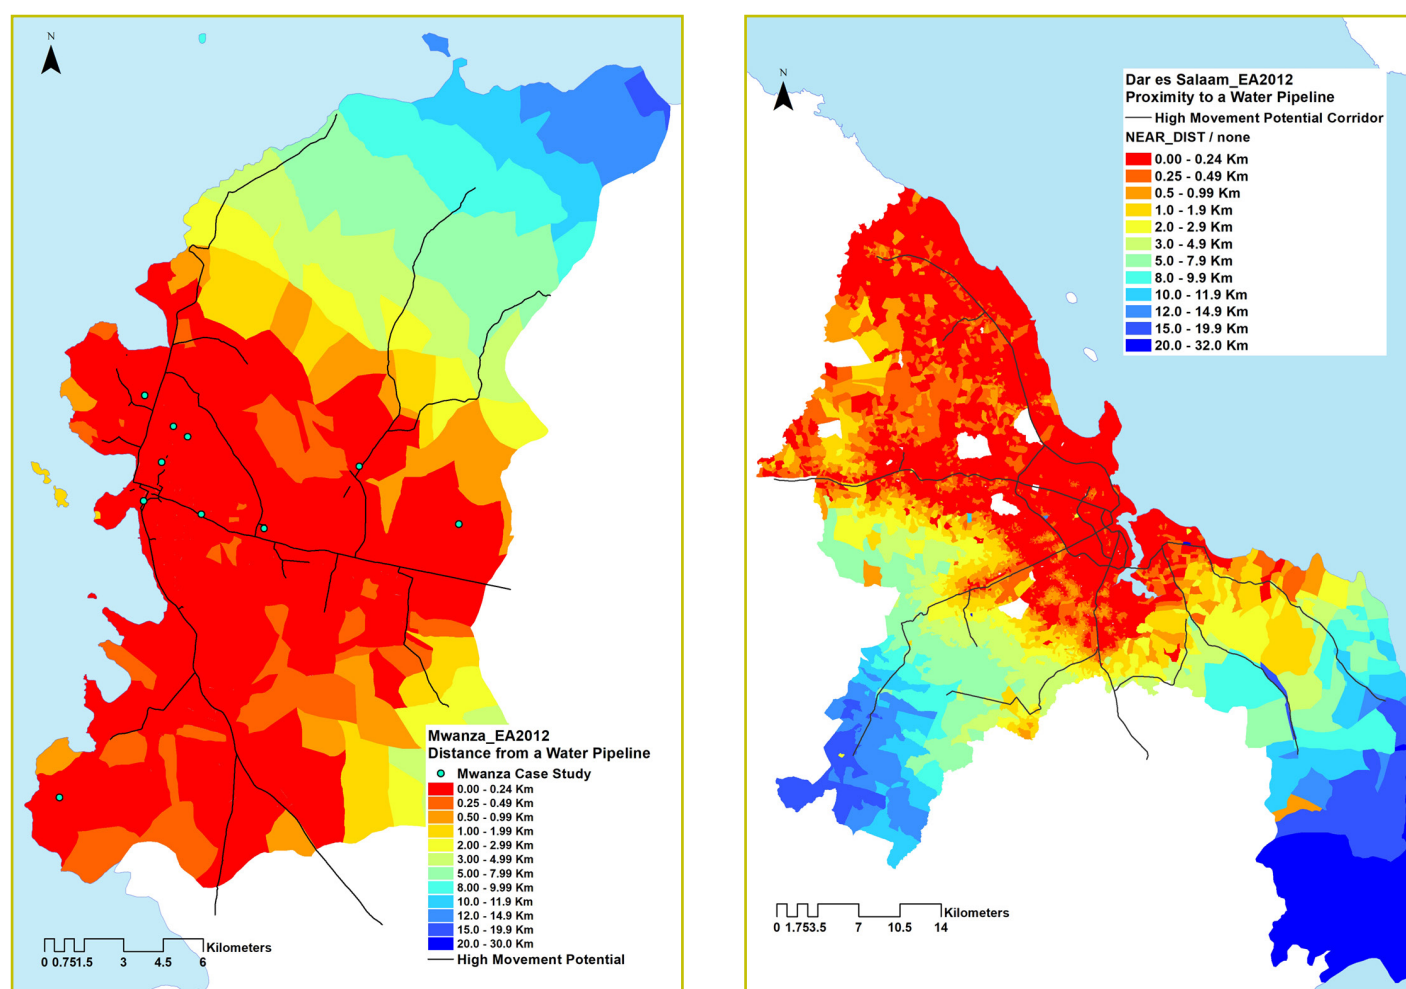 N
Mwanza_EA2012
Distance from a Water Pipeline
Mwanza Case Study
0.00 - 0.24 Km
0.25 - 0.49 Km
0.50 - 0.99 Km
1.00 - 1.99 Km
2.00 - 2.99 Km
3.00 - 4.99 Km
5.00 - 7.99 Km
8.00 - 9.99 Km
10.0 - 11.9 Km
12.0 - 14.9 Km
15.0 - 19.9 Km
20.0 - 30.0 Km
High Movement Potential
Kilometers
0 0.751.5 3 4.5 6
N
Dar es Salaam_EA2012
Proximity to a Water Pipeline
High Movement Potential Corridor
NEAR_DIST / none
0.00 - 0.24 Km
0.25 - 0.49 Km
0.5 - 0.99 Km
1.0 - 1.9 Km
2.0 - 2.9 Km
3.0 - 4.9 Km
5.0 - 7.9 Km
8.0 - 9.9 Km
10.0 - 11.9 Km
12.0 - 14.9 Km
15.0 - 19.9 Km
20.0 - 32.0 Km
Kilometers
0 1.753.5 7 10.5 14